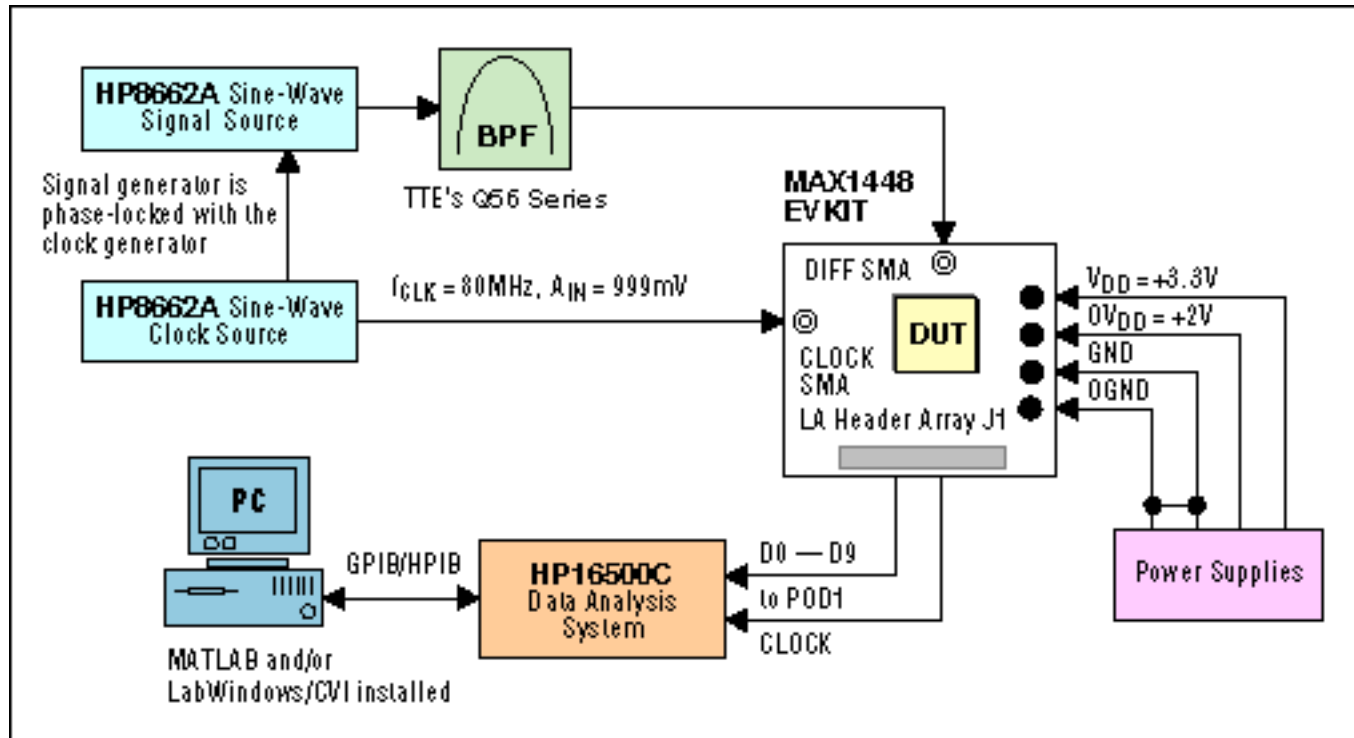 HP8662A Sine-Wave
Signal Source
BPF
TTE's Q56 Series
Signal generator is
phase-locked with the
clock generator
MAX1448
EV KIT
HP8662A Sine-Wave
Clock Source
fCLK = 80MHz, AIN = 999mV
DIFF SMA
DUT
CLOCK
SMA
LA Header Array J1
VDD = +3.3V
OVDD = +2V
GND
OGND
Power Supplies
PC
GPIB/HPIB
HP16500C
Data Analysis
System
D0 — D9
to POD1
CLOCK
MATLAB and/or
LabWindows/CVI installed